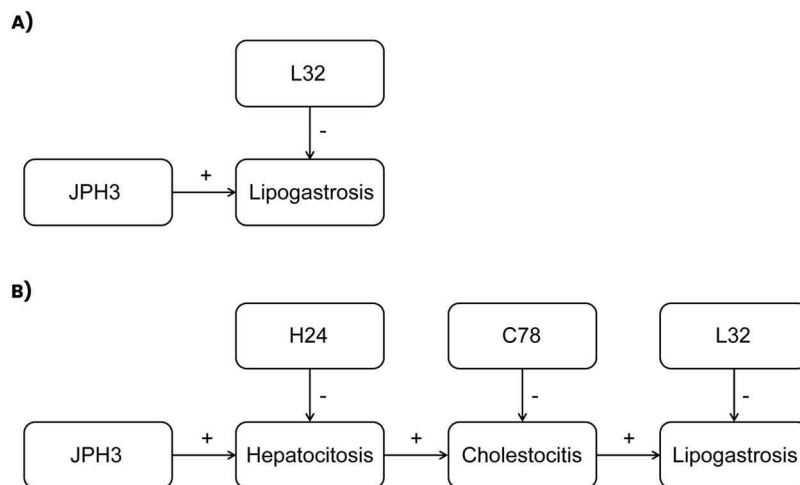 A)
L32
-
+
JPH3
Lipogastrosis
B)
H24
C78
L32
-
-
-
+
+
+
JPH3
Hepatocitosis
Cholestocitis
Lipogastrosis